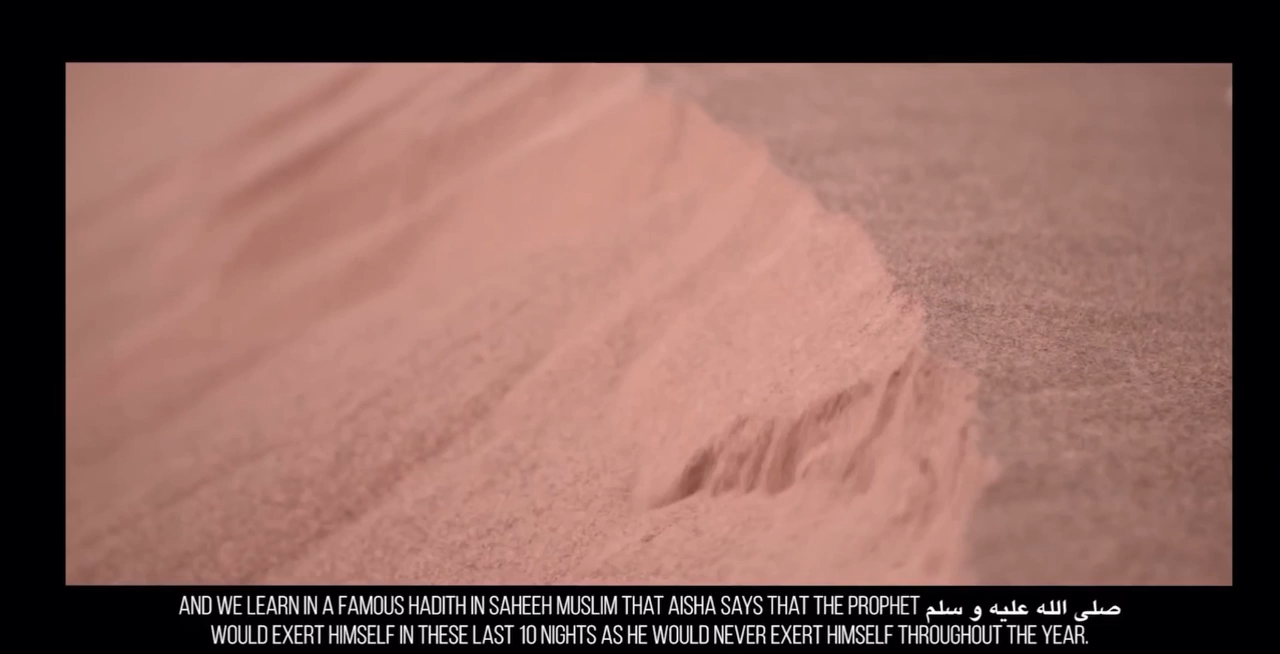 AND WE LEARN IN A FAMOUS HADITH IN SAHEEH MUSLIM THAT AISHA SAYS THAT THE PROPHET صلى الله عليه و سلم
WOULD EXERT HIMSELF IN THESE LAST 10 NIGHTS AS HE WOULD NEVER EXERT HIMSELF THROUGHOUT THE YEAR.